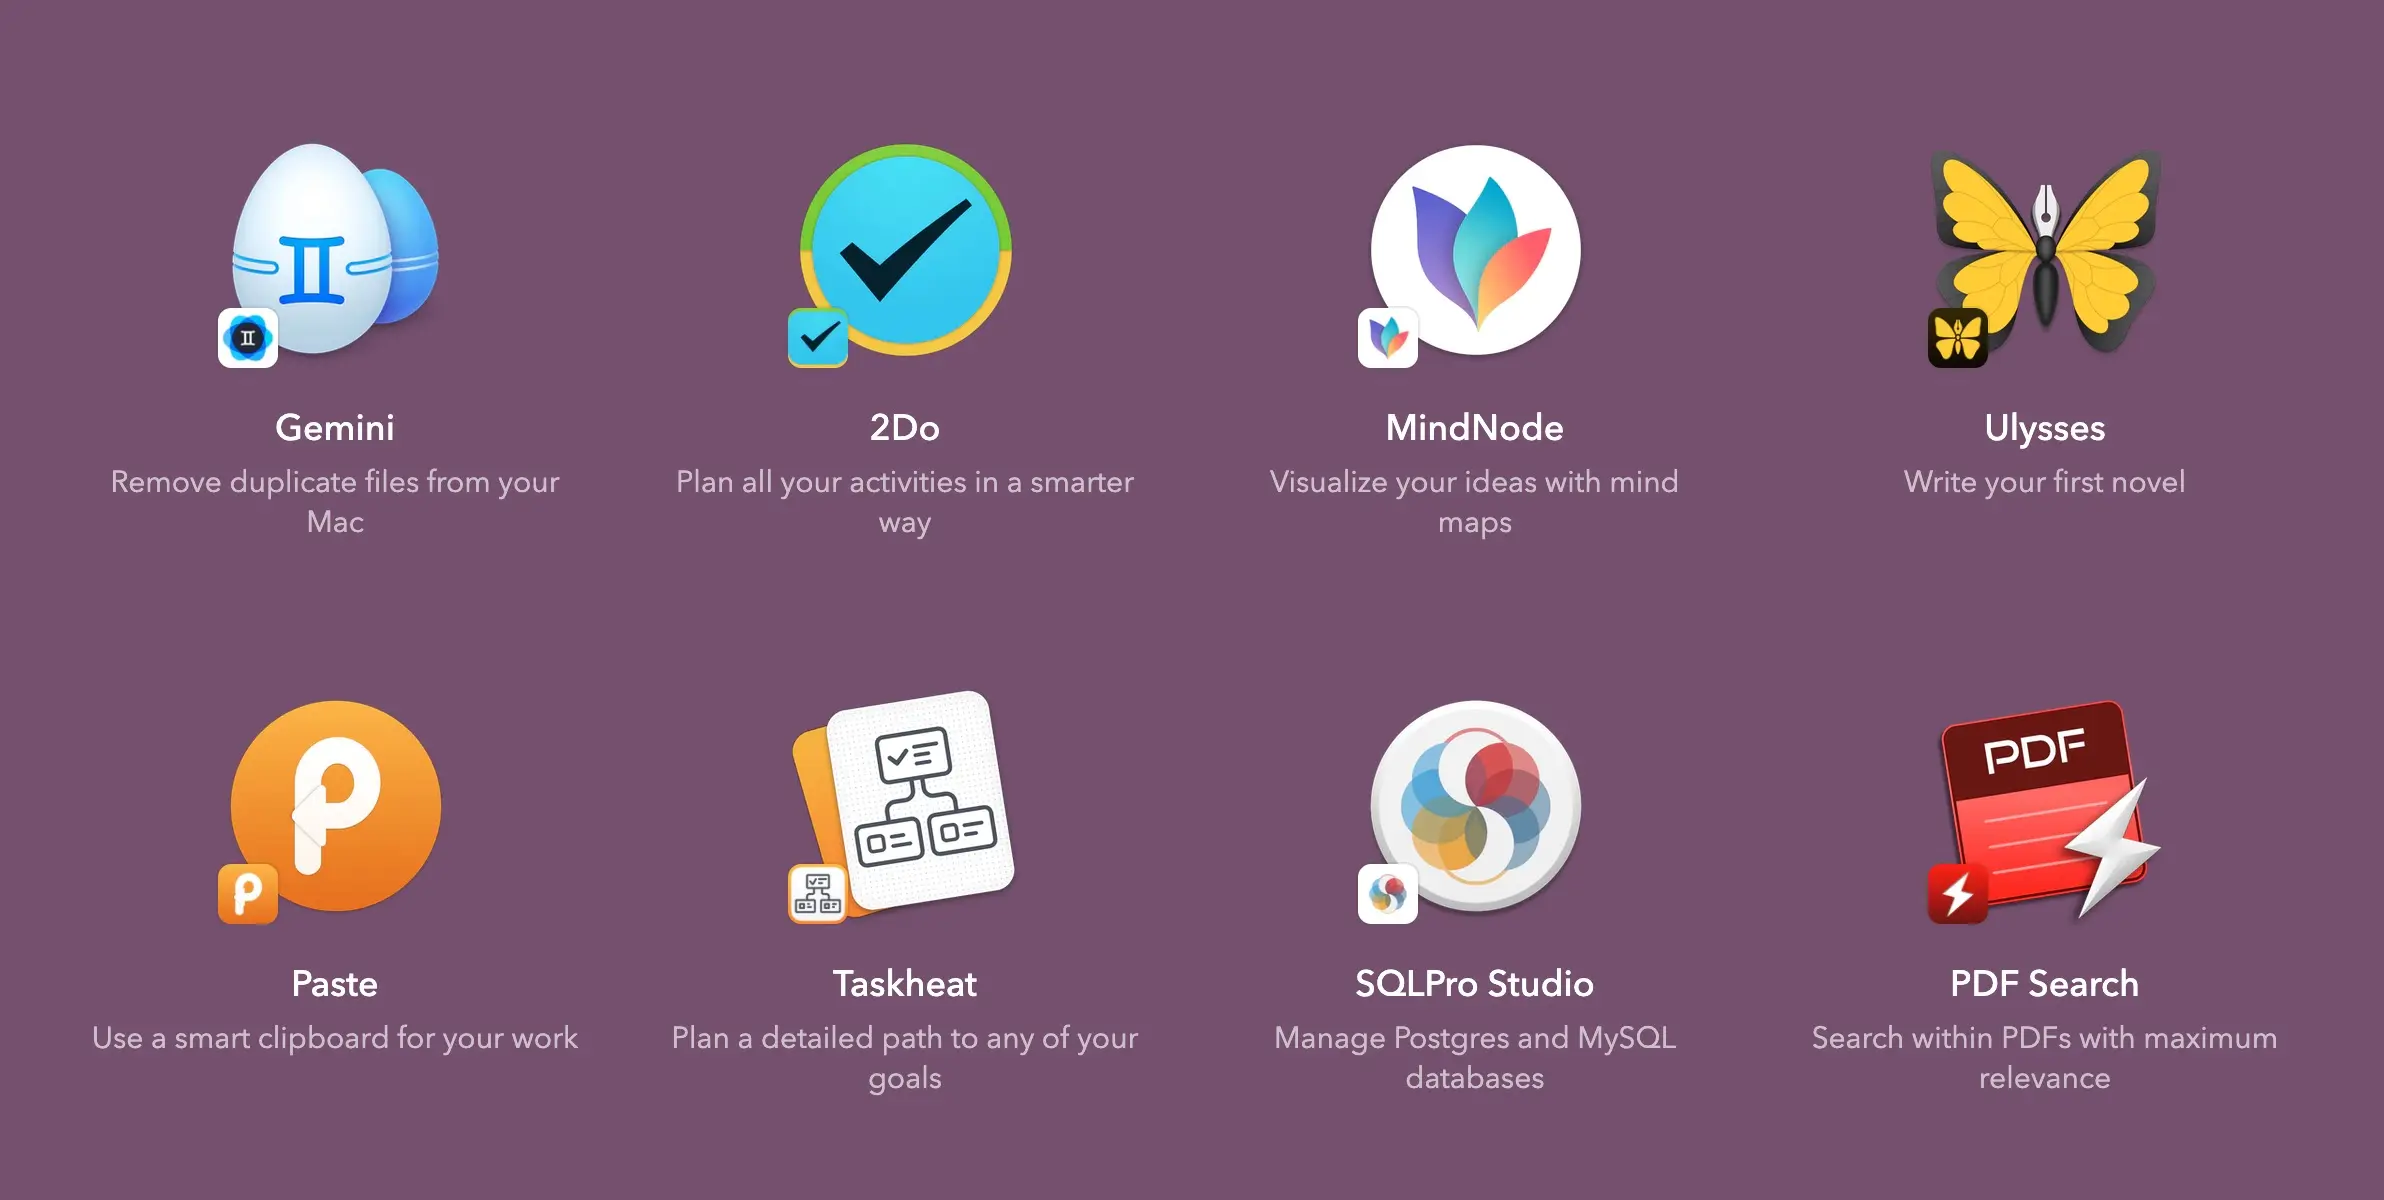 Gemini
Remove duplicate files from your
Mac
2Do
Plan all your activities in a smarter
way
MindNode
Visualize your ideas with mind
maps
Ulysses
Write your first novel
Paste
Use a smart clipboard for your work
Taskheat
Plan a detailed path to any of your
goals
SQLPro Studio
Manage Postgres and MySQL
databases
PDF
PDF Search
Search within PDFs with maximum
relevance